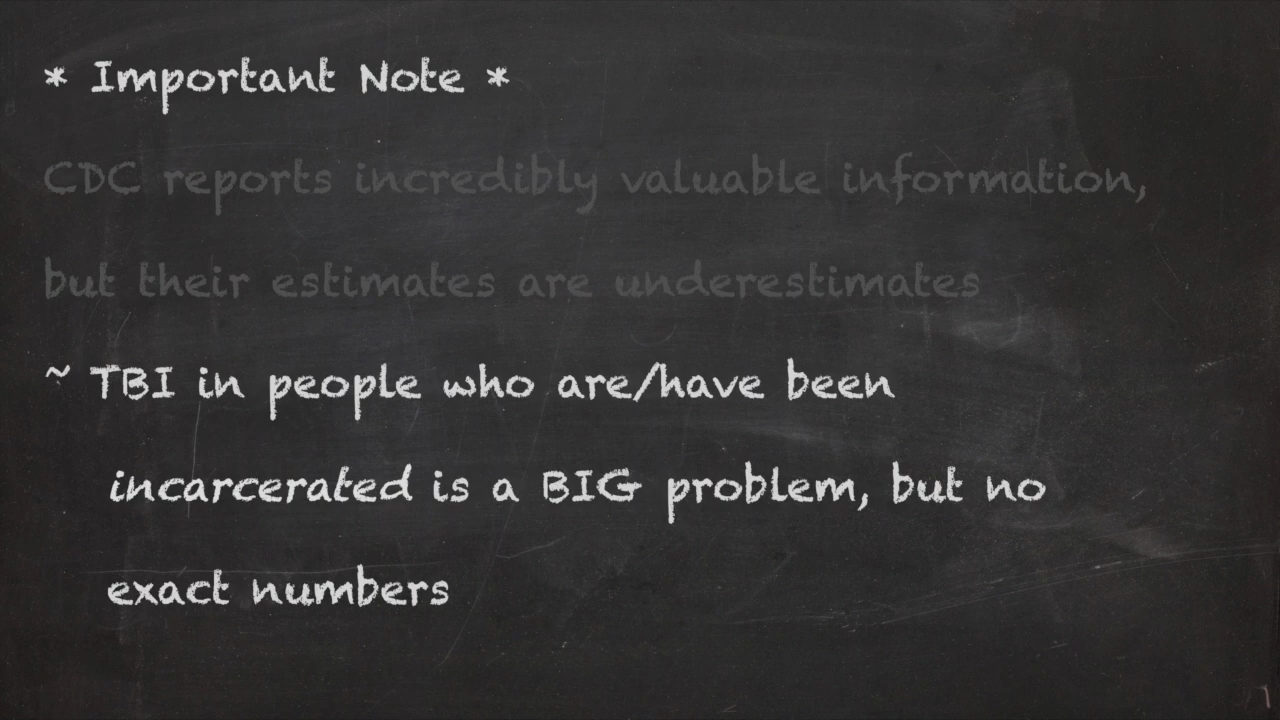 * Important Note *
CDC reports incredibly valuable information,
but their estimates are underestimates
~ TBI in people who are/have been
incarcerated is a BIG problem, but no
exact numbers